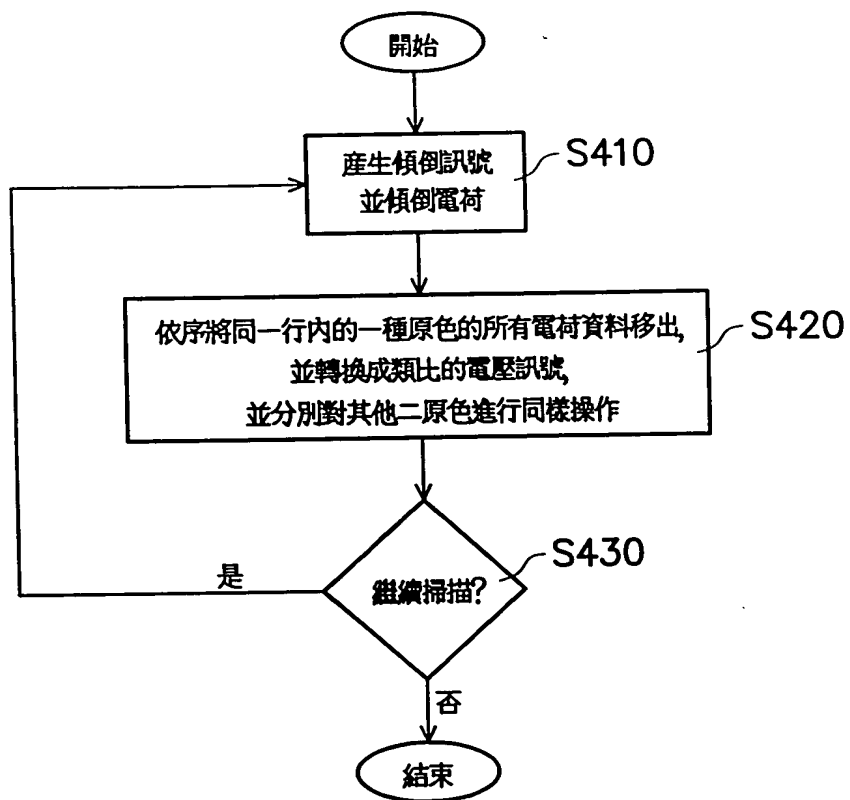 開始
產生傾倒訊號
並傾倒電荷
S410
依序將同一行內的一種原色的所有電荷資料移出,
並轉換成類比的電壓訊號,
並分別對其他二原色進行同樣操作
S420
繼續掃描?
S430
是
否
結束